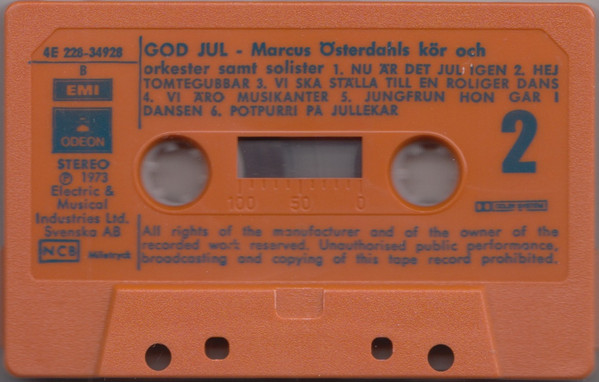 4E 228-34928
B
EMI
ODEON
STEREO
Ⓟ 1973
Electric &
Musical
Industries Ltd.
Svenska AB
NCB
GOD JUL - Marcus Österdahls kör och
orkester samt solister 1. NU ÄR DET JUL IGEN 2. HEJ
TOMTEGUBBAR 3. VI SKA STÄLLA TILL EN ROLIGER DANS
4. VI ÄRO MUSIKANTER 5. JUNGFRUN HON GÅR I
DANSEN 6. POTPURRI PÅ JULLEKAR
2
100 50 0
DOLBY SYSTEM
All rights of the manufacturer and of the owner of the
recorded work reserved. Unauthorised public performance,
broadcasting and copying of this tape record prohibited.